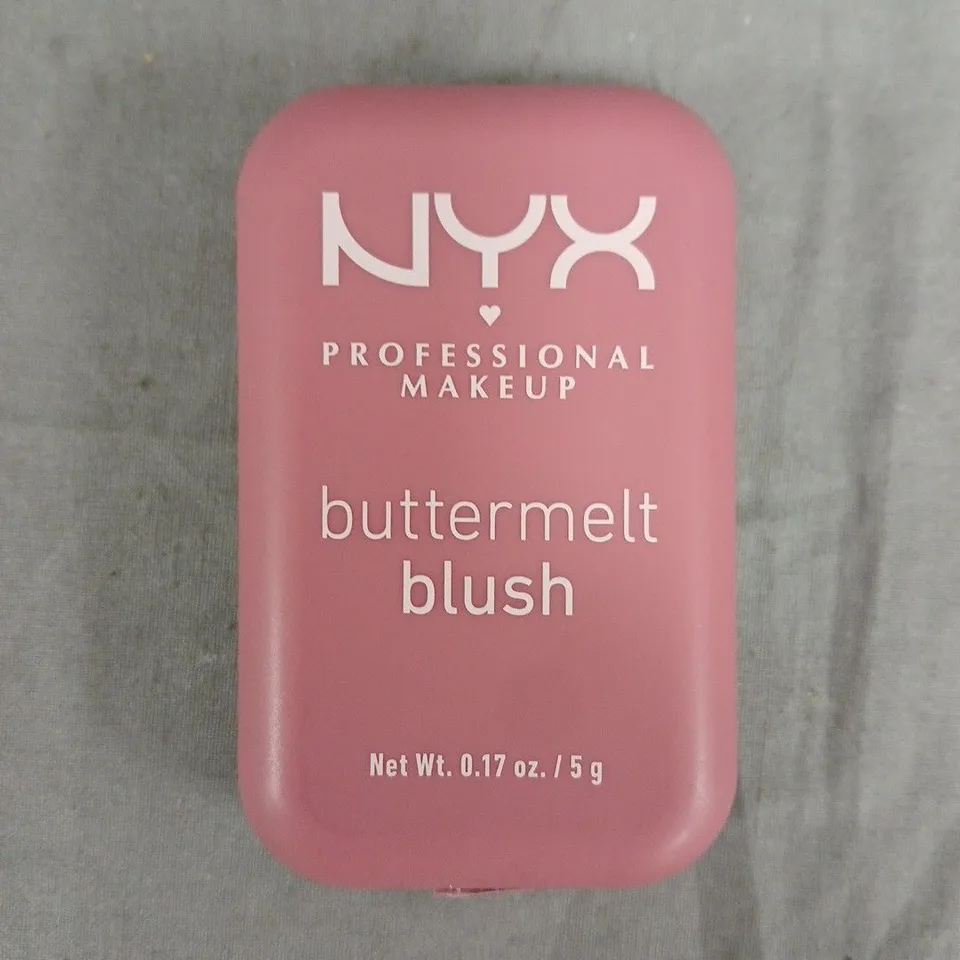 NYX
PROFESSIONAL
MAKEUP
buttermelt
blush
Net Wt. 0.17 oz. / 5 g